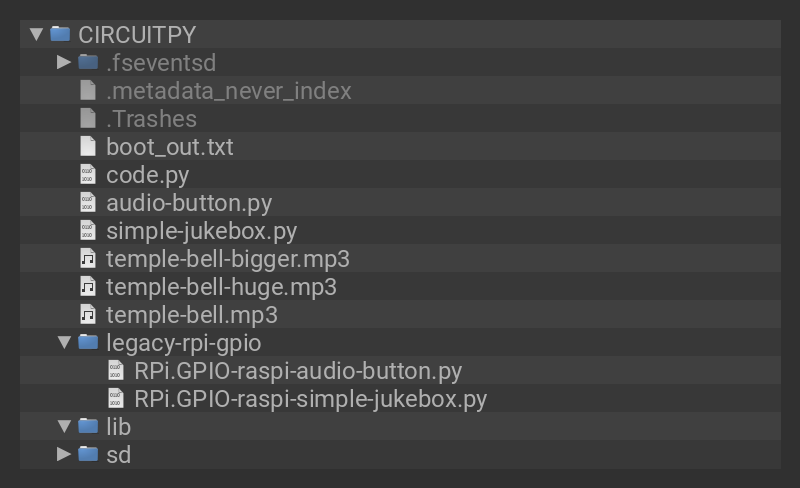 CIRCUITPY
.fseventsd
.metadata_never_index
.Trashes
boot_out.txt
code.py
audio-button.py
simple-jukebox.py
temple-bell-bigger.mp3
temple-bell-huge.mp3
temple-bell.mp3
legacy-rpi-gpio
RPi.GPIO-raspi-audio-button.py
RPi.GPIO-raspi-simple-jukebox.py
lib
sd